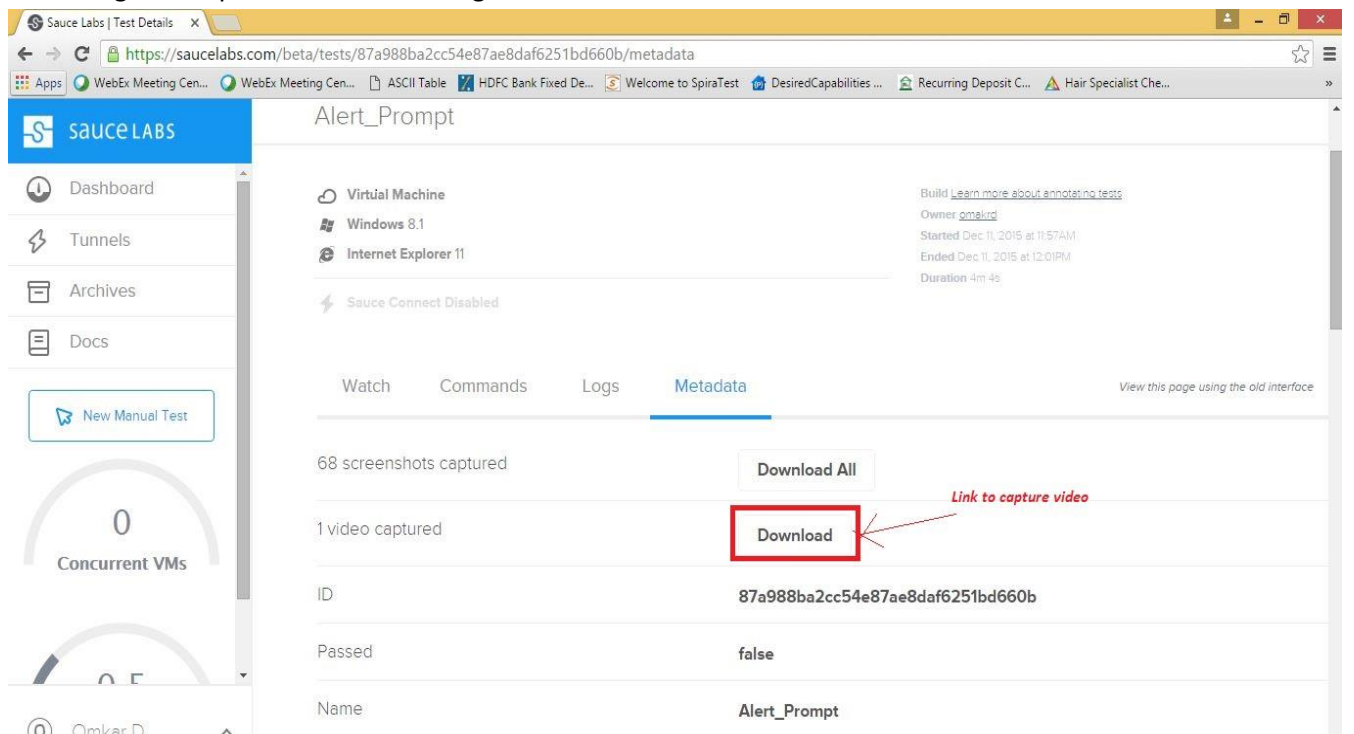 Sauce Labs | Test Details
https://saucelabs.com/beta/tests/87a988ba2cc54e87ae8daf6251bd660b/metadata
Apps WebEx Meeting Cen... WebEx Meeting Cen... ASCII Table HDFC Bank Fixed De... Welcome to SpiraTest DesiredCapabilities ... Recurring Deposit C... Hair Specialist Che... »
SAUCE LABS
Alert_Prompt
Dashboard
Tunnels
Archives
Docs
New Manual Test
0
Concurrent VMs
Omkar D
Virtual Machine
Windows 8.1
Internet Explorer 11
Sauce Connect Disabled
Build Learn more about annotating tests
Owner omakrd
Started Dec 11, 2015 at 11:57AM
Ended Dec 11, 2015 at 12:01PM
Duration 4m 4s
Watch Commands Logs Metadata View this page using the old interface
68 screenshots captured Download All
Link to capture video
1 video captured Download
ID 87a988ba2cc54e87ae8daf6251bd660b
Passed false
Name Alert_Prompt